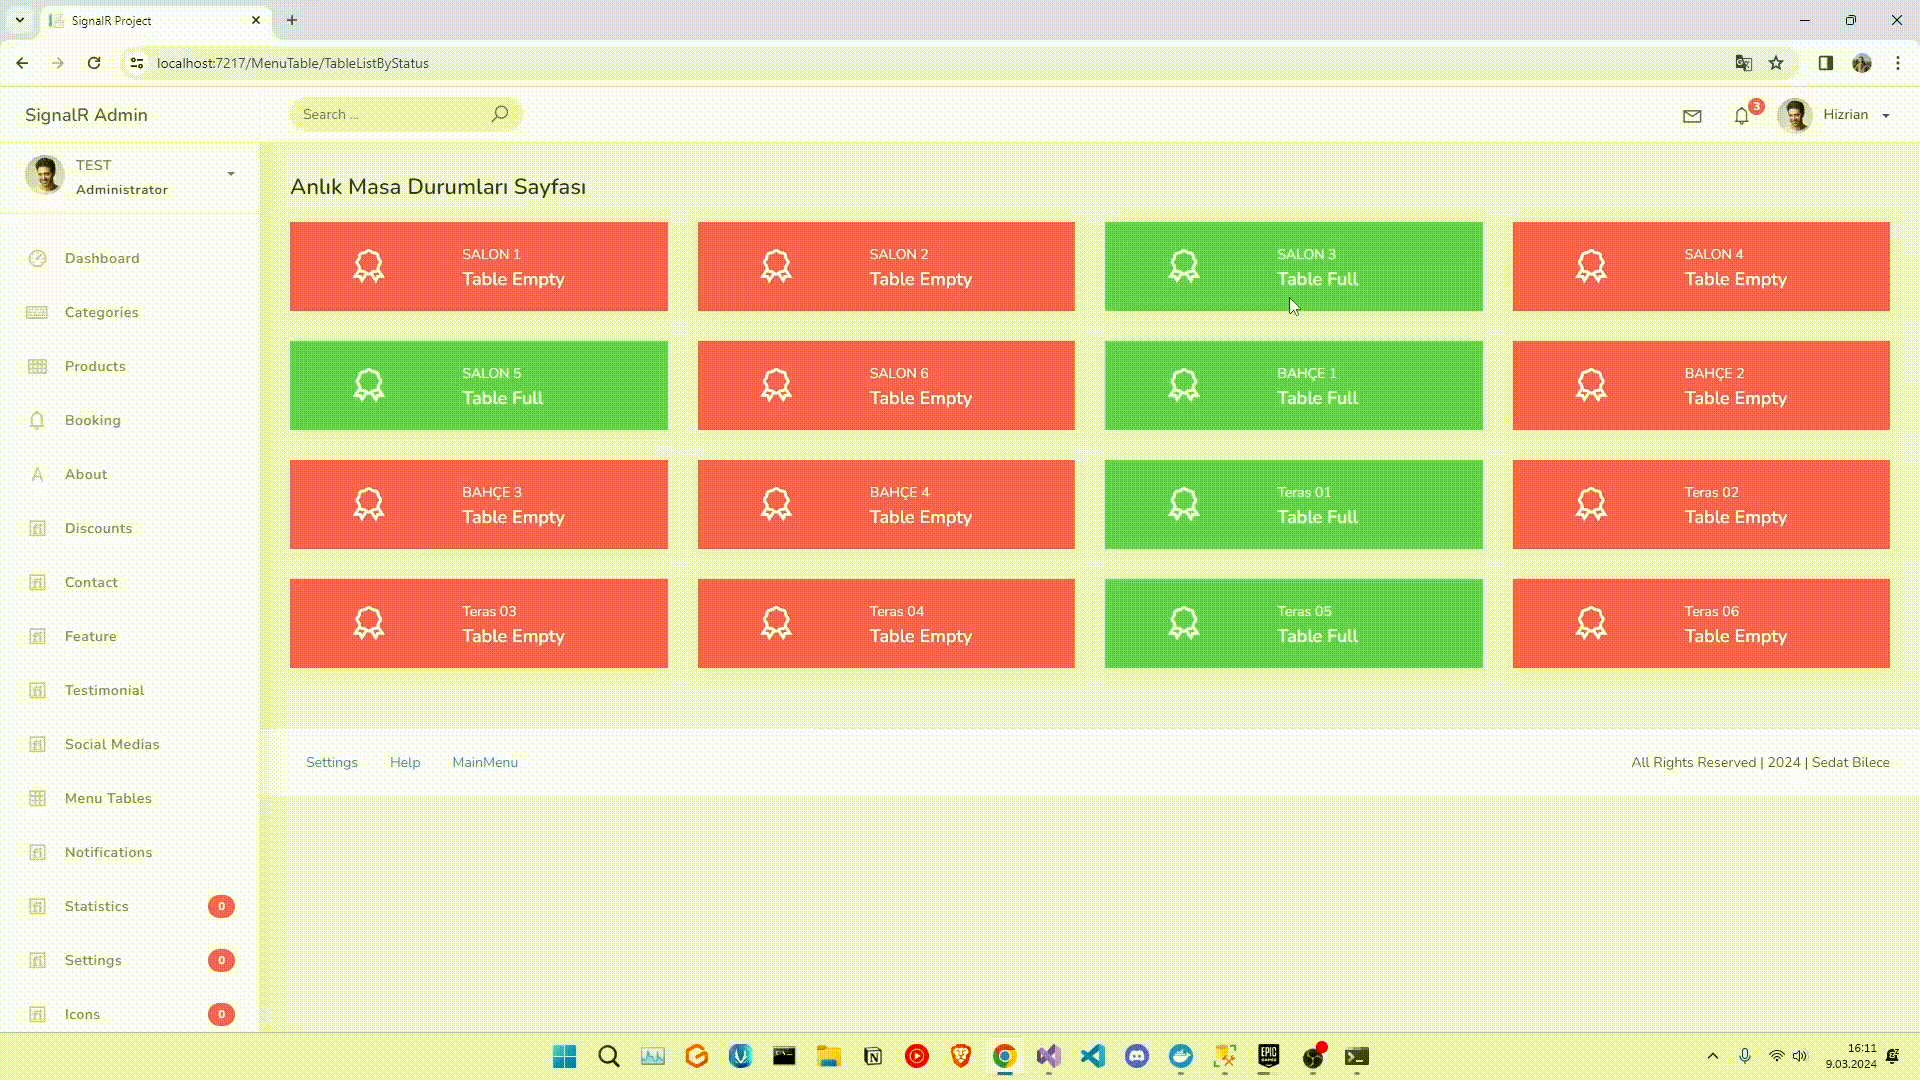 SignalR Project
localhost:7217/MenuTable/TableListByStatus
SignalR Admin
Search ...
3
Hizrian
TEST
Administrator
Dashboard
Categories
Products
Booking
About
Discounts
Contact
Feature
Testimonial
Social Medias
Menu Tables
Notifications
Statistics 0
Settings 0
Icons 0
Anlık Masa Durumları Sayfası
SALON 1
Table Empty
SALON 2
Table Empty
SALON 3
Table Full
SALON 4
Table Empty
SALON 5
Table Full
SALON 6
Table Empty
BAHÇE 1
Table Full
BAHÇE 2
Table Empty
BAHÇE 3
Table Empty
BAHÇE 4
Table Empty
Teras 01
Table Full
Teras 02
Table Empty
Teras 03
Table Empty
Teras 04
Table Empty
Teras 05
Table Full
Teras 06
Table Empty
Settings Help MainMenu
All Rights Reserved | 2024 | Sedat Bilece
EPIC
GAMES
16:11
9.03.2024